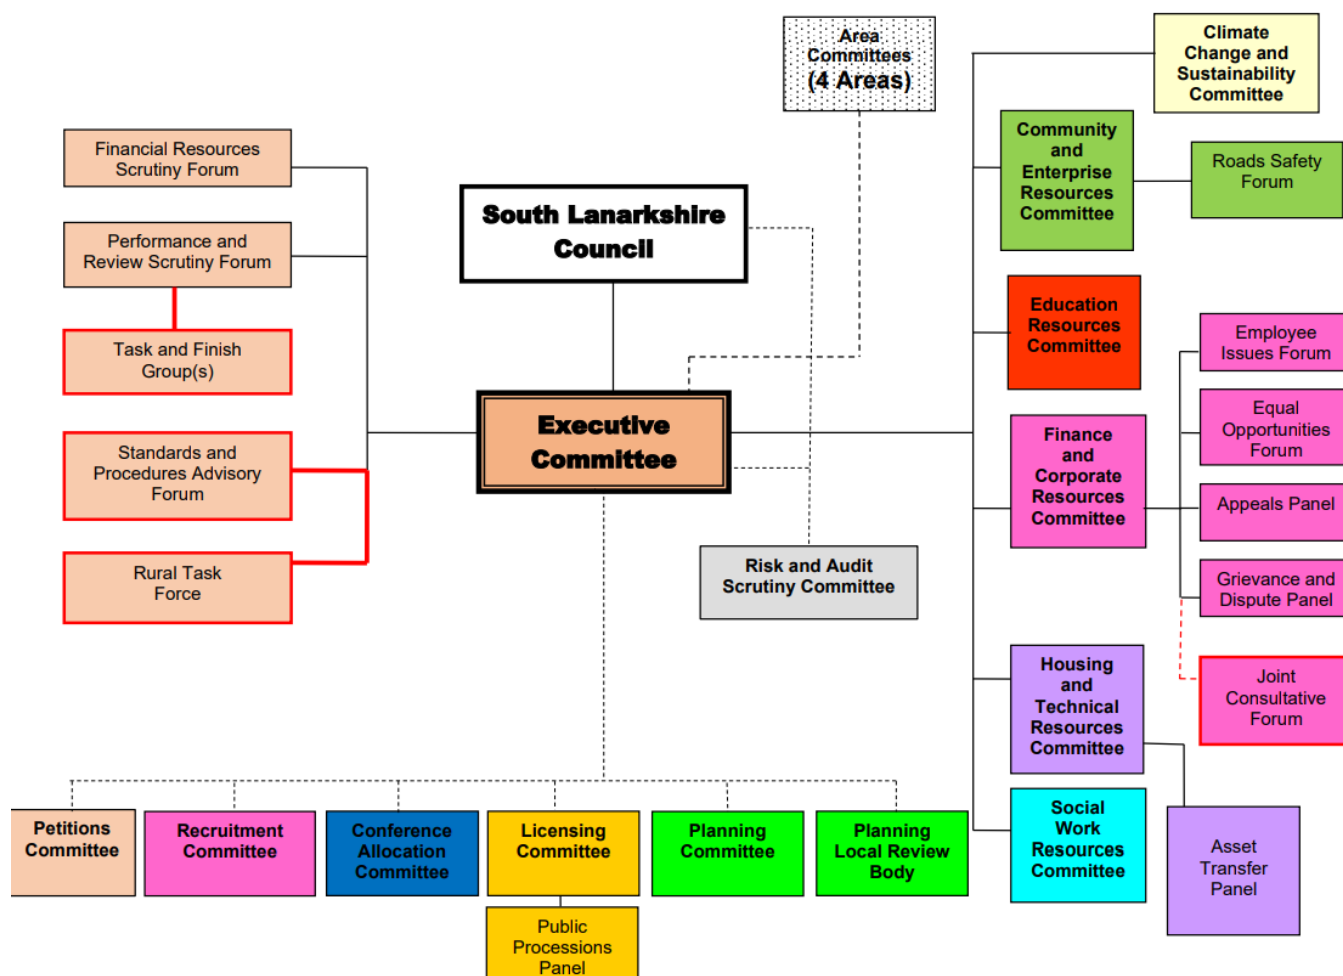 Area
Committees
(4 Areas)
Climate
Change and
Sustainability
Committee
Financial Resources
Scrutiny Forum
Community
and
Enterprise
Resources
Committee
Roads Safety
Forum
South Lanarkshire
Council
Performance and
Review Scrutiny Forum
Education
Resources
Committee
Task and Finish
Group(s)
Employee
Issues Forum
Executive
Committee
Equal
Opportunities
Forum
Finance
and
Corporate
Resources
Committee
Standards and
Procedures Advisory
Forum
Appeals Panel
Rural Task
Force
Risk and Audit
Scrutiny Committee
Grievance and
Dispute Panel
Housing
and
Technical
Resources
Committee
Joint
Consultative
Forum
Petitions
Committee
Recruitment
Committee
Conference
Allocation
Committee
Licensing
Committee
Planning
Committee
Planning
Local Review
Body
Social
Work
Resources
Committee
Asset
Transfer
Panel
Public
Processions
Panel